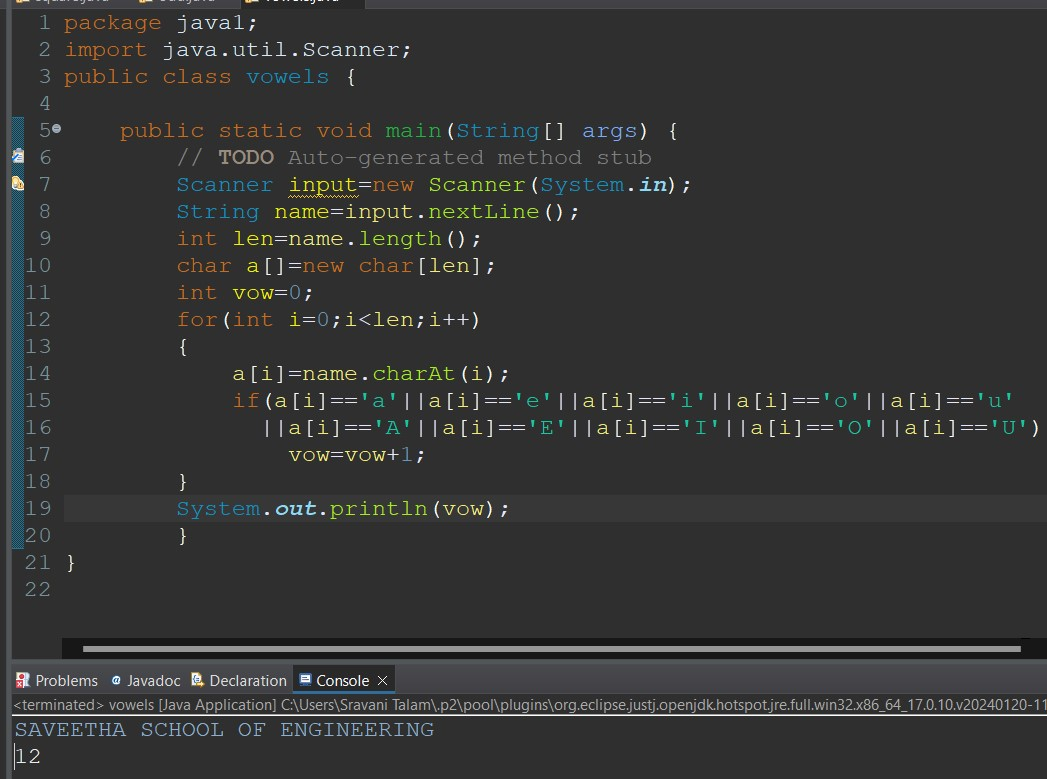 1 package java1;
2 import java.util.Scanner;
3 public class vowels {
4
5 public static void main(String[] args) {
6 // TODO Auto-generated method stub
7 Scanner input=new Scanner(System.in);
8 String name=input.nextLine();
9 int len=name.length();
10 char a[]=new char[len];
11 int vow=0;
12 for(int i=0;i<len;i++)
13 {
14 a[i]=name.charAt(i);
15 if(a[i]=='a'||a[i]=='e'||a[i]=='i'||a[i]=='o'||a[i]=='u'
16 ||a[i]=='A'||a[i]=='E'||a[i]=='I'||a[i]=='O'||a[i]=='U')
17 vow=vow+1;
18 }
19 System.out.println(vow);
20 }
21 }
22
Problems Javadoc Declaration Console
<terminated> vowels [Java Application] C:\Users\Sravani Talam\.p2\pool\plugins\org.eclipse.justj.openjdk.hotspot.jre.full.win32.x86_64_17.0.10.v20240120-11
SAVEETHA SCHOOL OF ENGINEERING
12